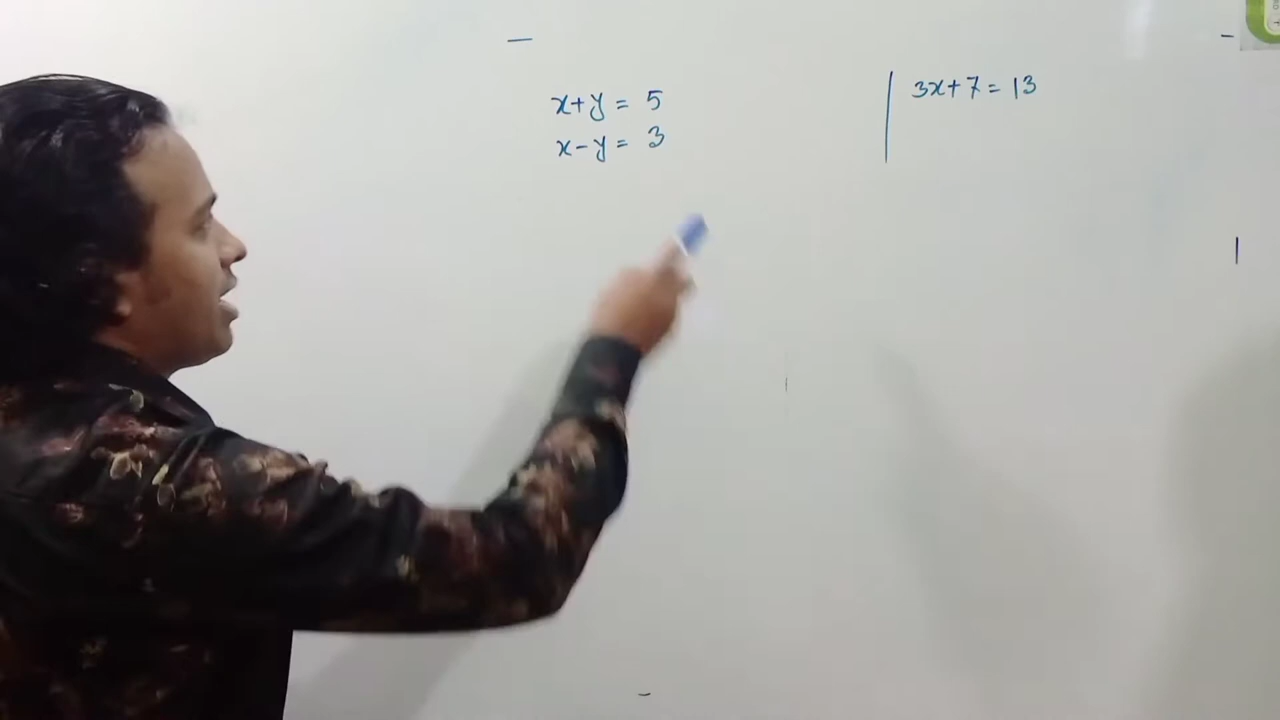 x+y = 5
x-y = 3
3x+7=13